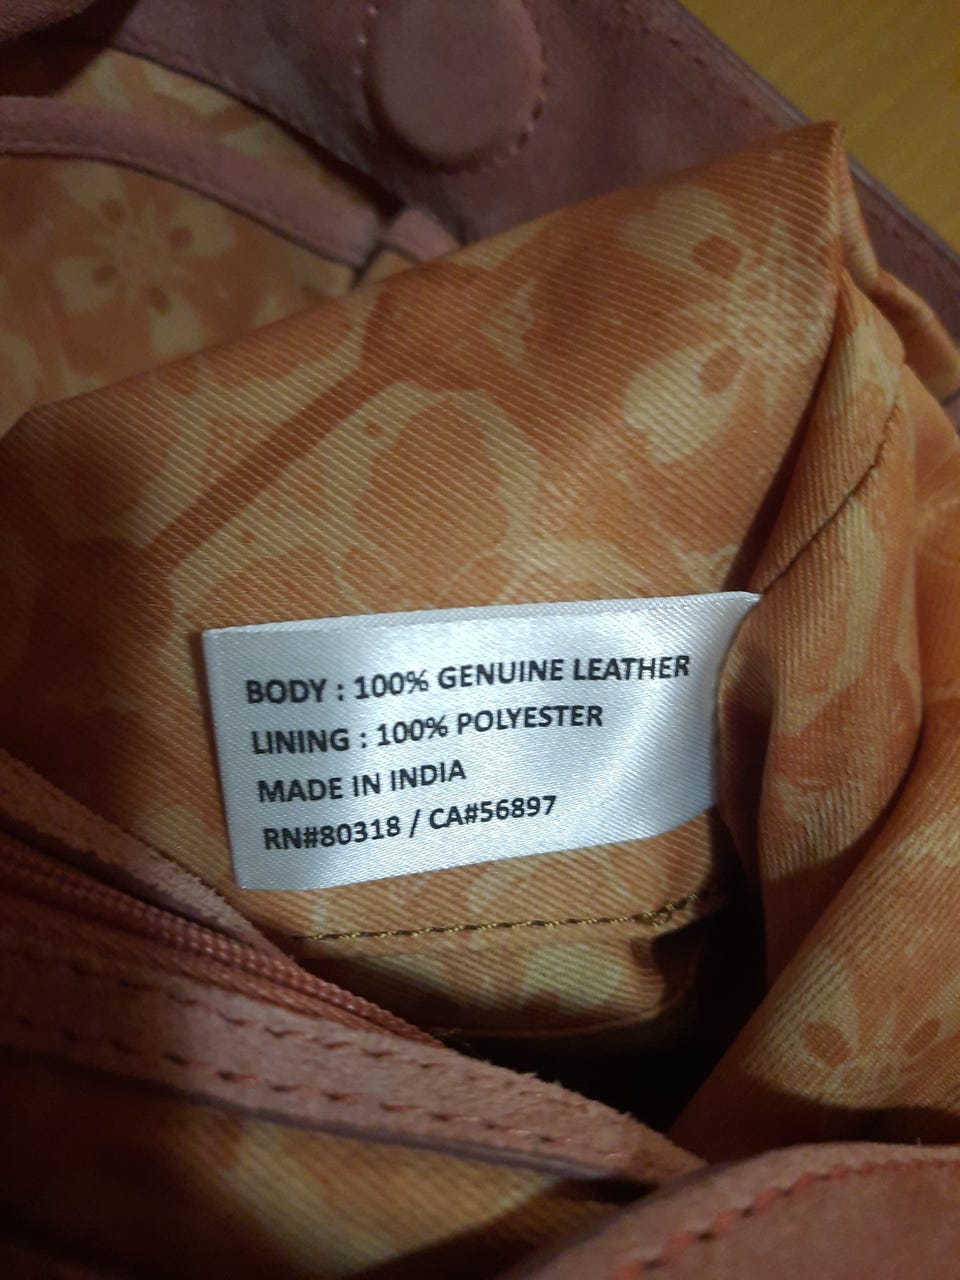 BODY : 100% GENUINE LEATHER
LINING : 100% POLYESTER
MADE IN INDIA
RN#80318 / CA#56897